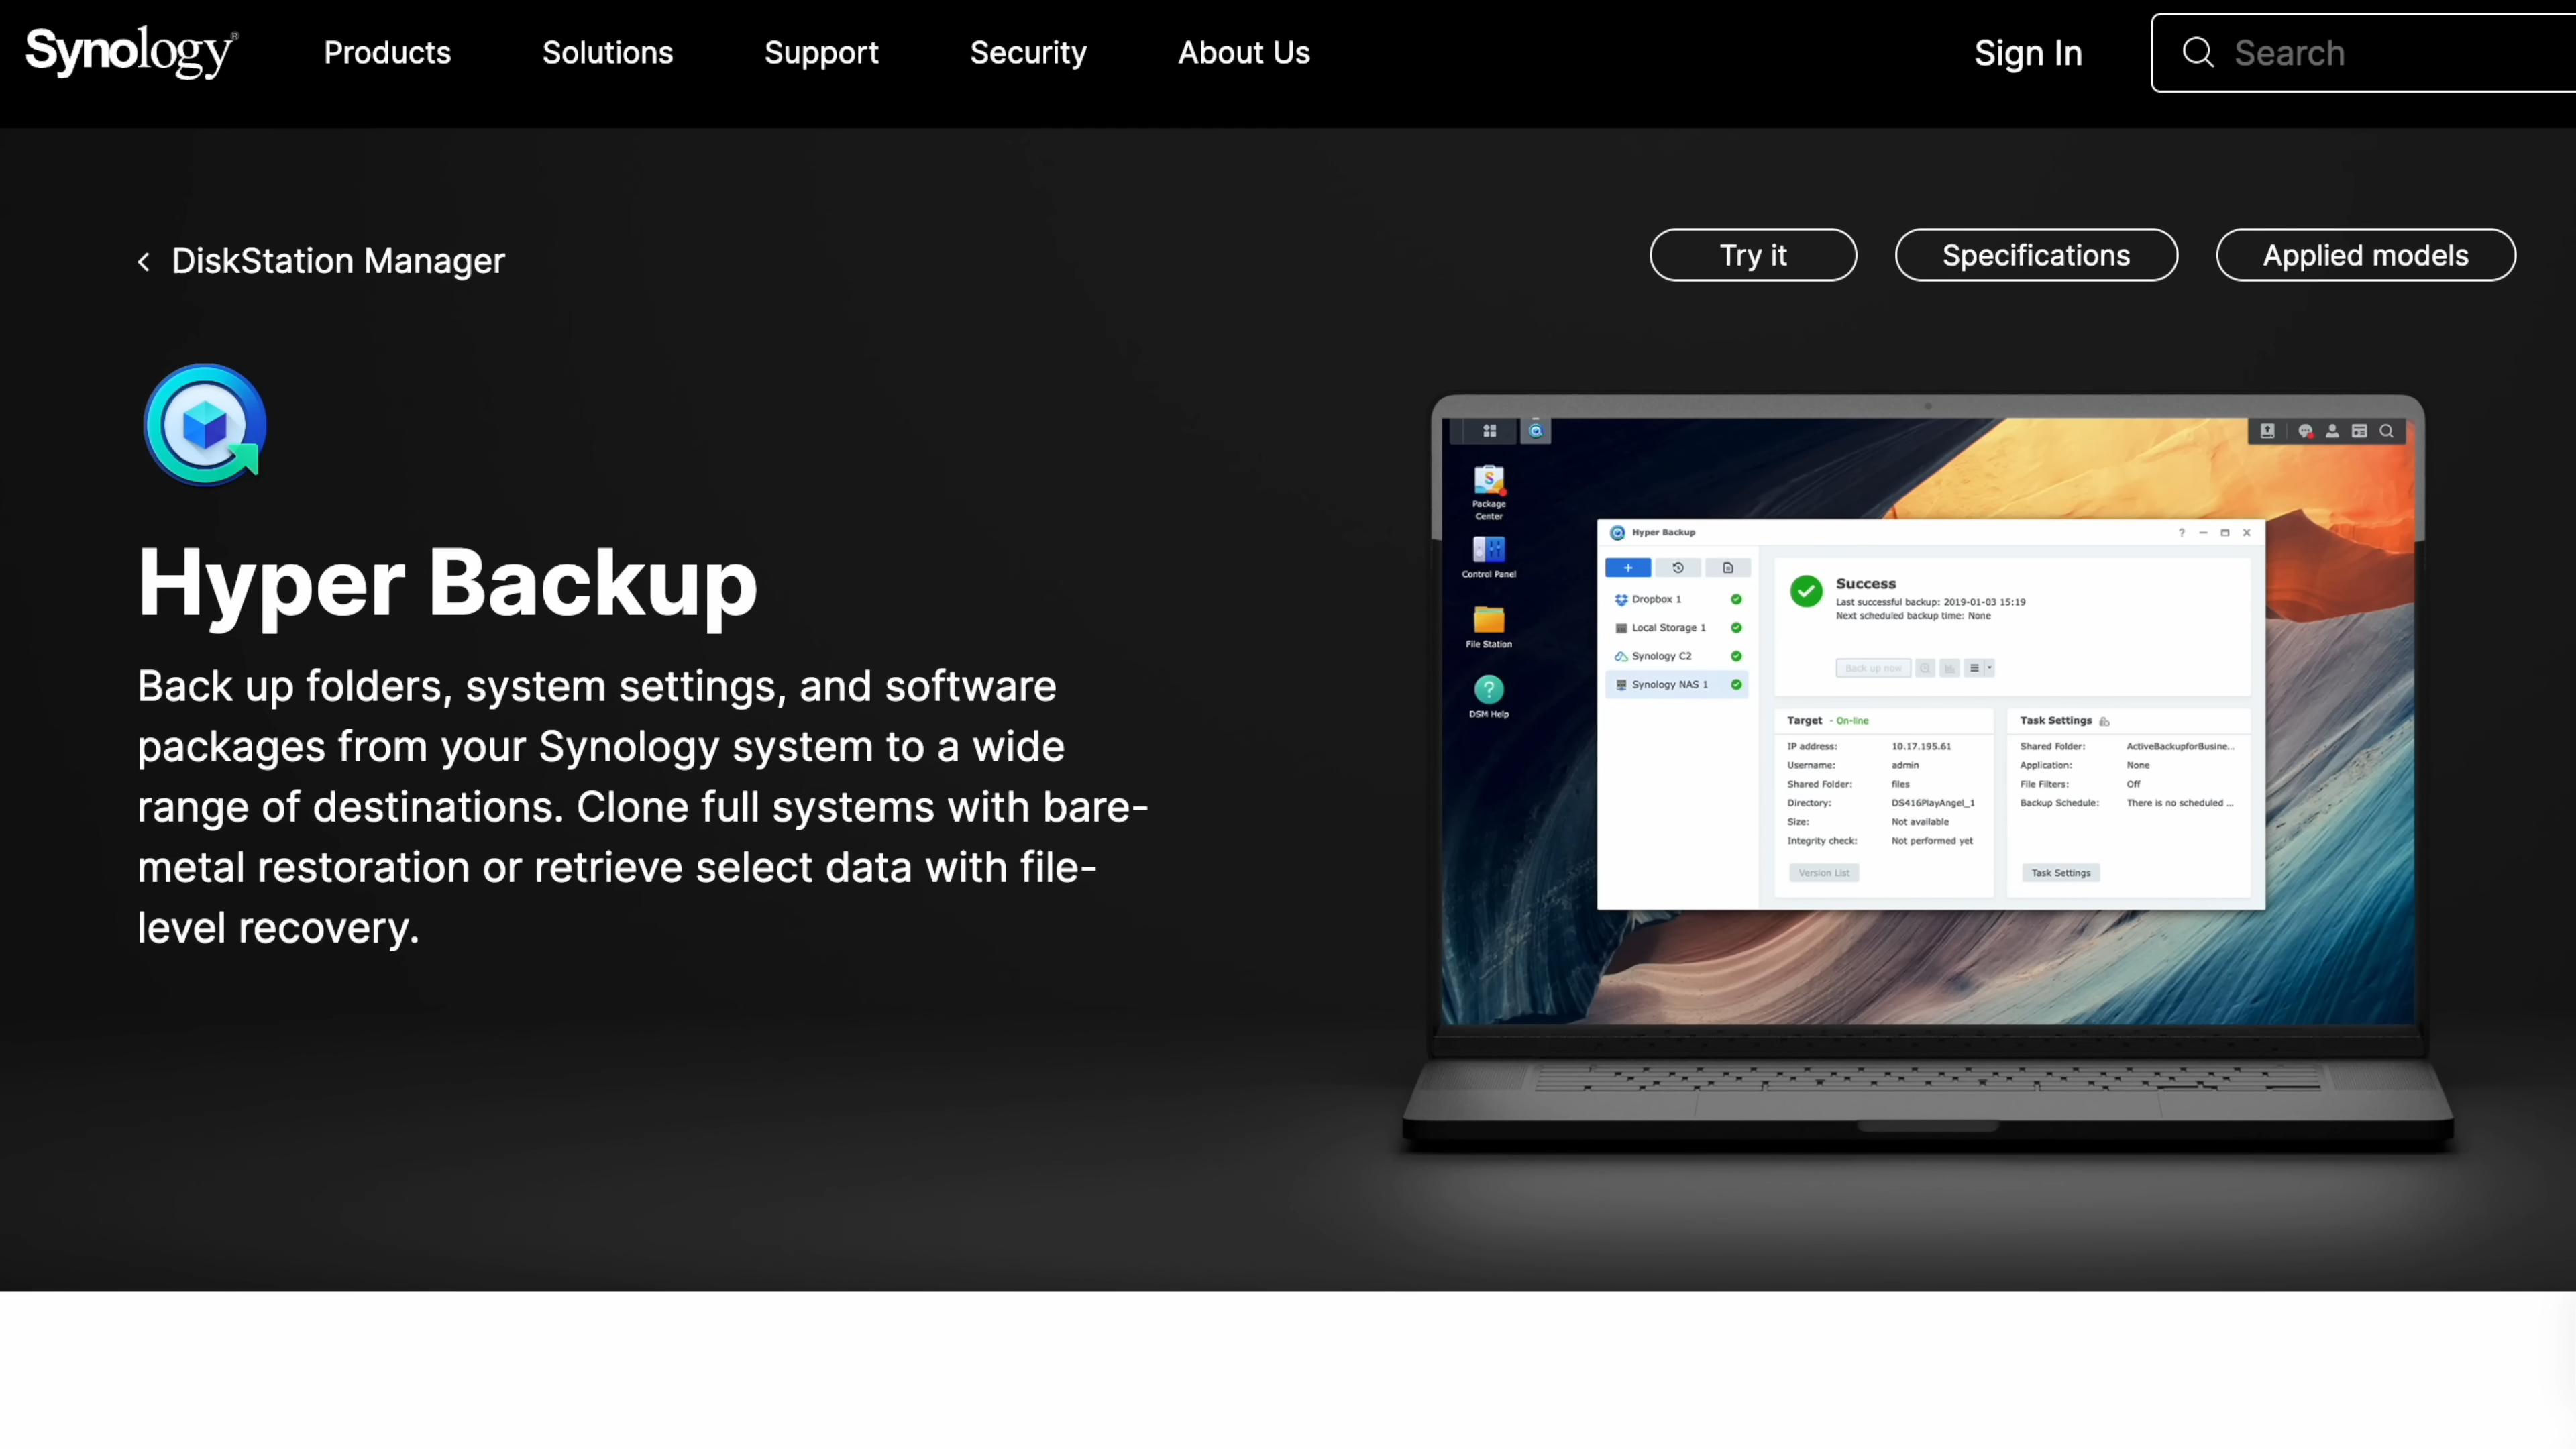 Synology®
Products
Solutions
Support
Security
About Us
Sign In
Search
DiskStation Manager
Try it
Specifications
Applied models
Hyper Backup
Back up folders, system settings, and software
packages from your Synology system to a wide
range of destinations. Clone full systems with bare-
metal restoration or retrieve select data with file-
level recovery.
Package
Center
Control Panel
File Station
DSM Help
Hyper Backup
Dropbox 1
Local Storage 1
Synology C2
Synology NAS 1
Success
Last successful backup: 2019-01-03 15:19
Next scheduled backup time: None
Back up now
Target - On-line
IP address: 10.17.195.61
Username: admin
Shared Folder: files
Directory: DS416PlayAngel_1
Size: Not available
Integrity check: Not performed yet
Version List
Task Settings
Shared Folder: ActiveBackupforBusine...
Application: None
File Filters: Off
Backup Schedule: There is no scheduled ...
Task Settings